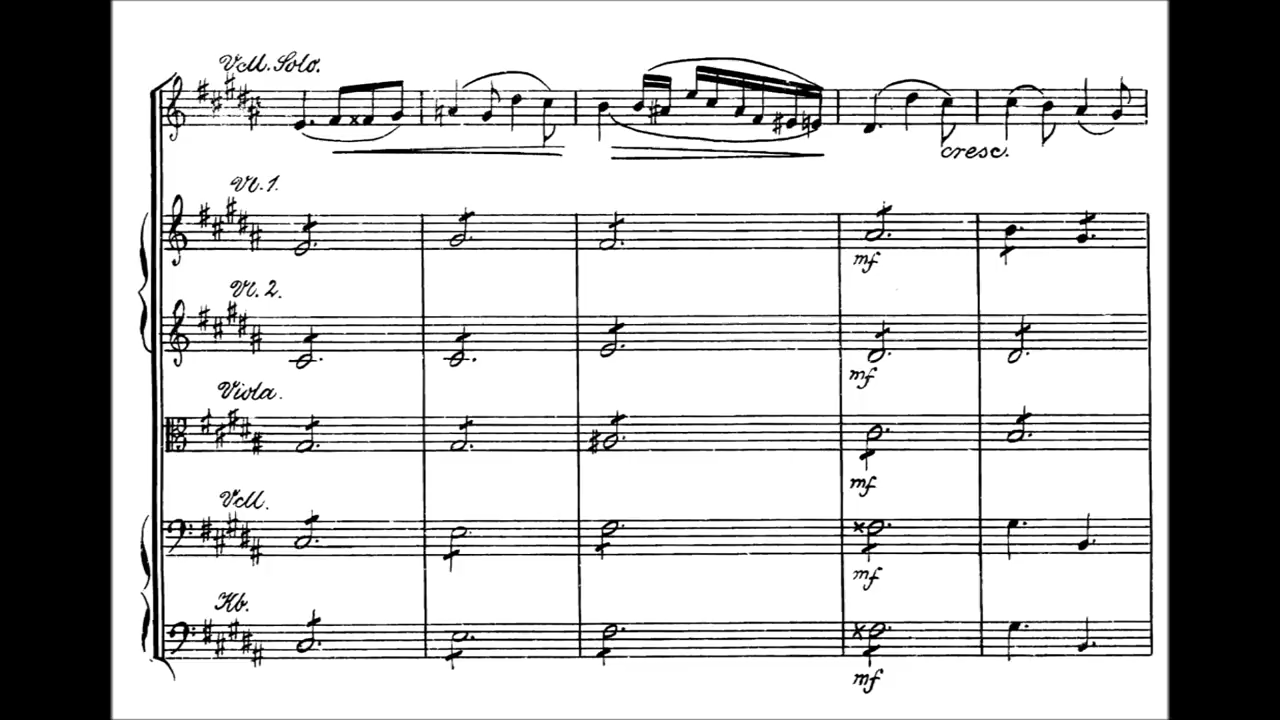 Vcll. Solo.
cresc.
Vl. 1.
mf
Vl. 2.
mf
Viola.
mf
Vcll.
mf
Kb.
mf